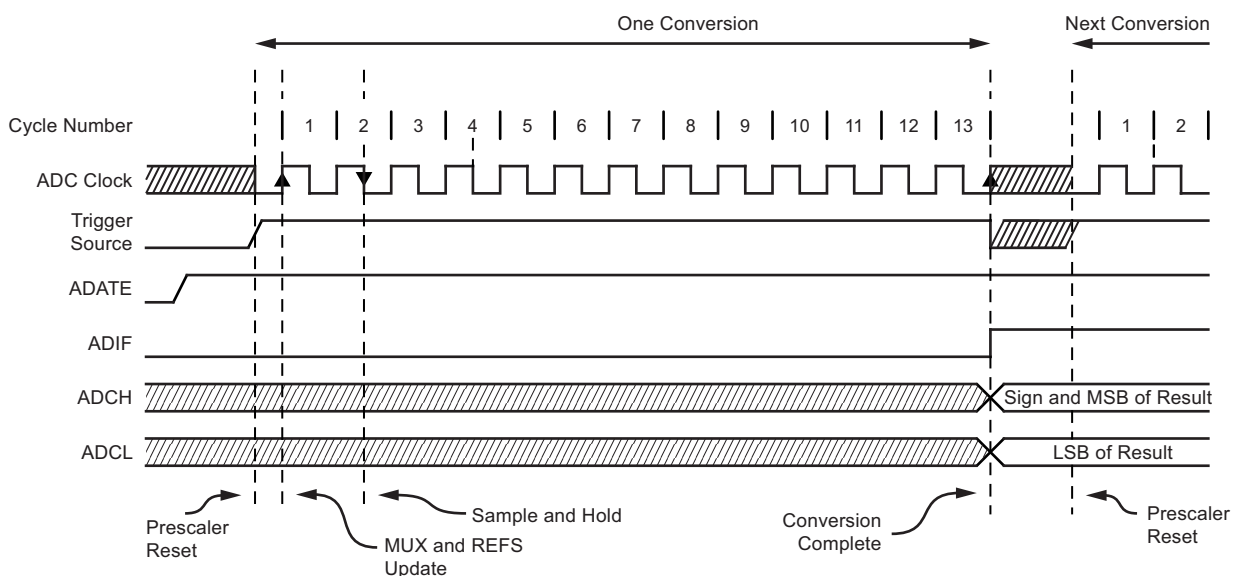 One Conversion
Next Conversion
Cycle Number
1 2 3 4 5 6 7 8 9 10 11 12 13 1 2
ADC Clock
Trigger
Source
ADATE
ADIF
ADCH
Sign and MSB of Result
ADCL
LSB of Result
Prescaler
Reset
MUX and REFS
Update
Sample and Hold
Conversion
Complete
Prescaler
Reset